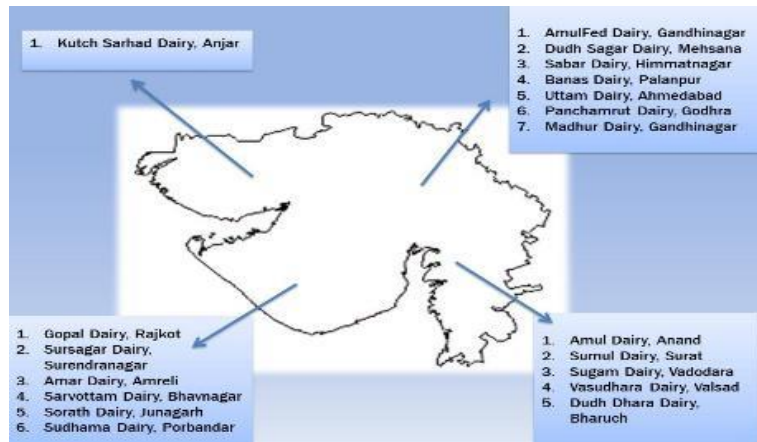 1. Kutch Sarhad Dairy, Anjar
1. AmulFed Dairy, Gandhinagar
2. Dudh Sagar Dairy, Mehsana
3. Sabar Dairy, Himmatnagar
4. Banas Dairy, Palanpur
5. Uttam Dairy, Ahmedabad
6. Panchamrut Dairy, Godhra
7. Madhur Dairy, Gandhinagar
1. Gopal Dairy, Rajkot
2. Sursagar Dairy,
Surendranagar
3. Amar Dairy, Amreli
4. Sarvottam Dairy, Bhavnagar
5. Sorath Dairy, Junagarh
6. Sudhama Dairy, Porbandar
1. Amul Dairy, Anand
2. Sumul Dairy, Surat
3. Sugam Dairy, Vadodara
4. Vasudhara Dairy, Valsad
5. Dudh Dhara Dairy,
Bharuch